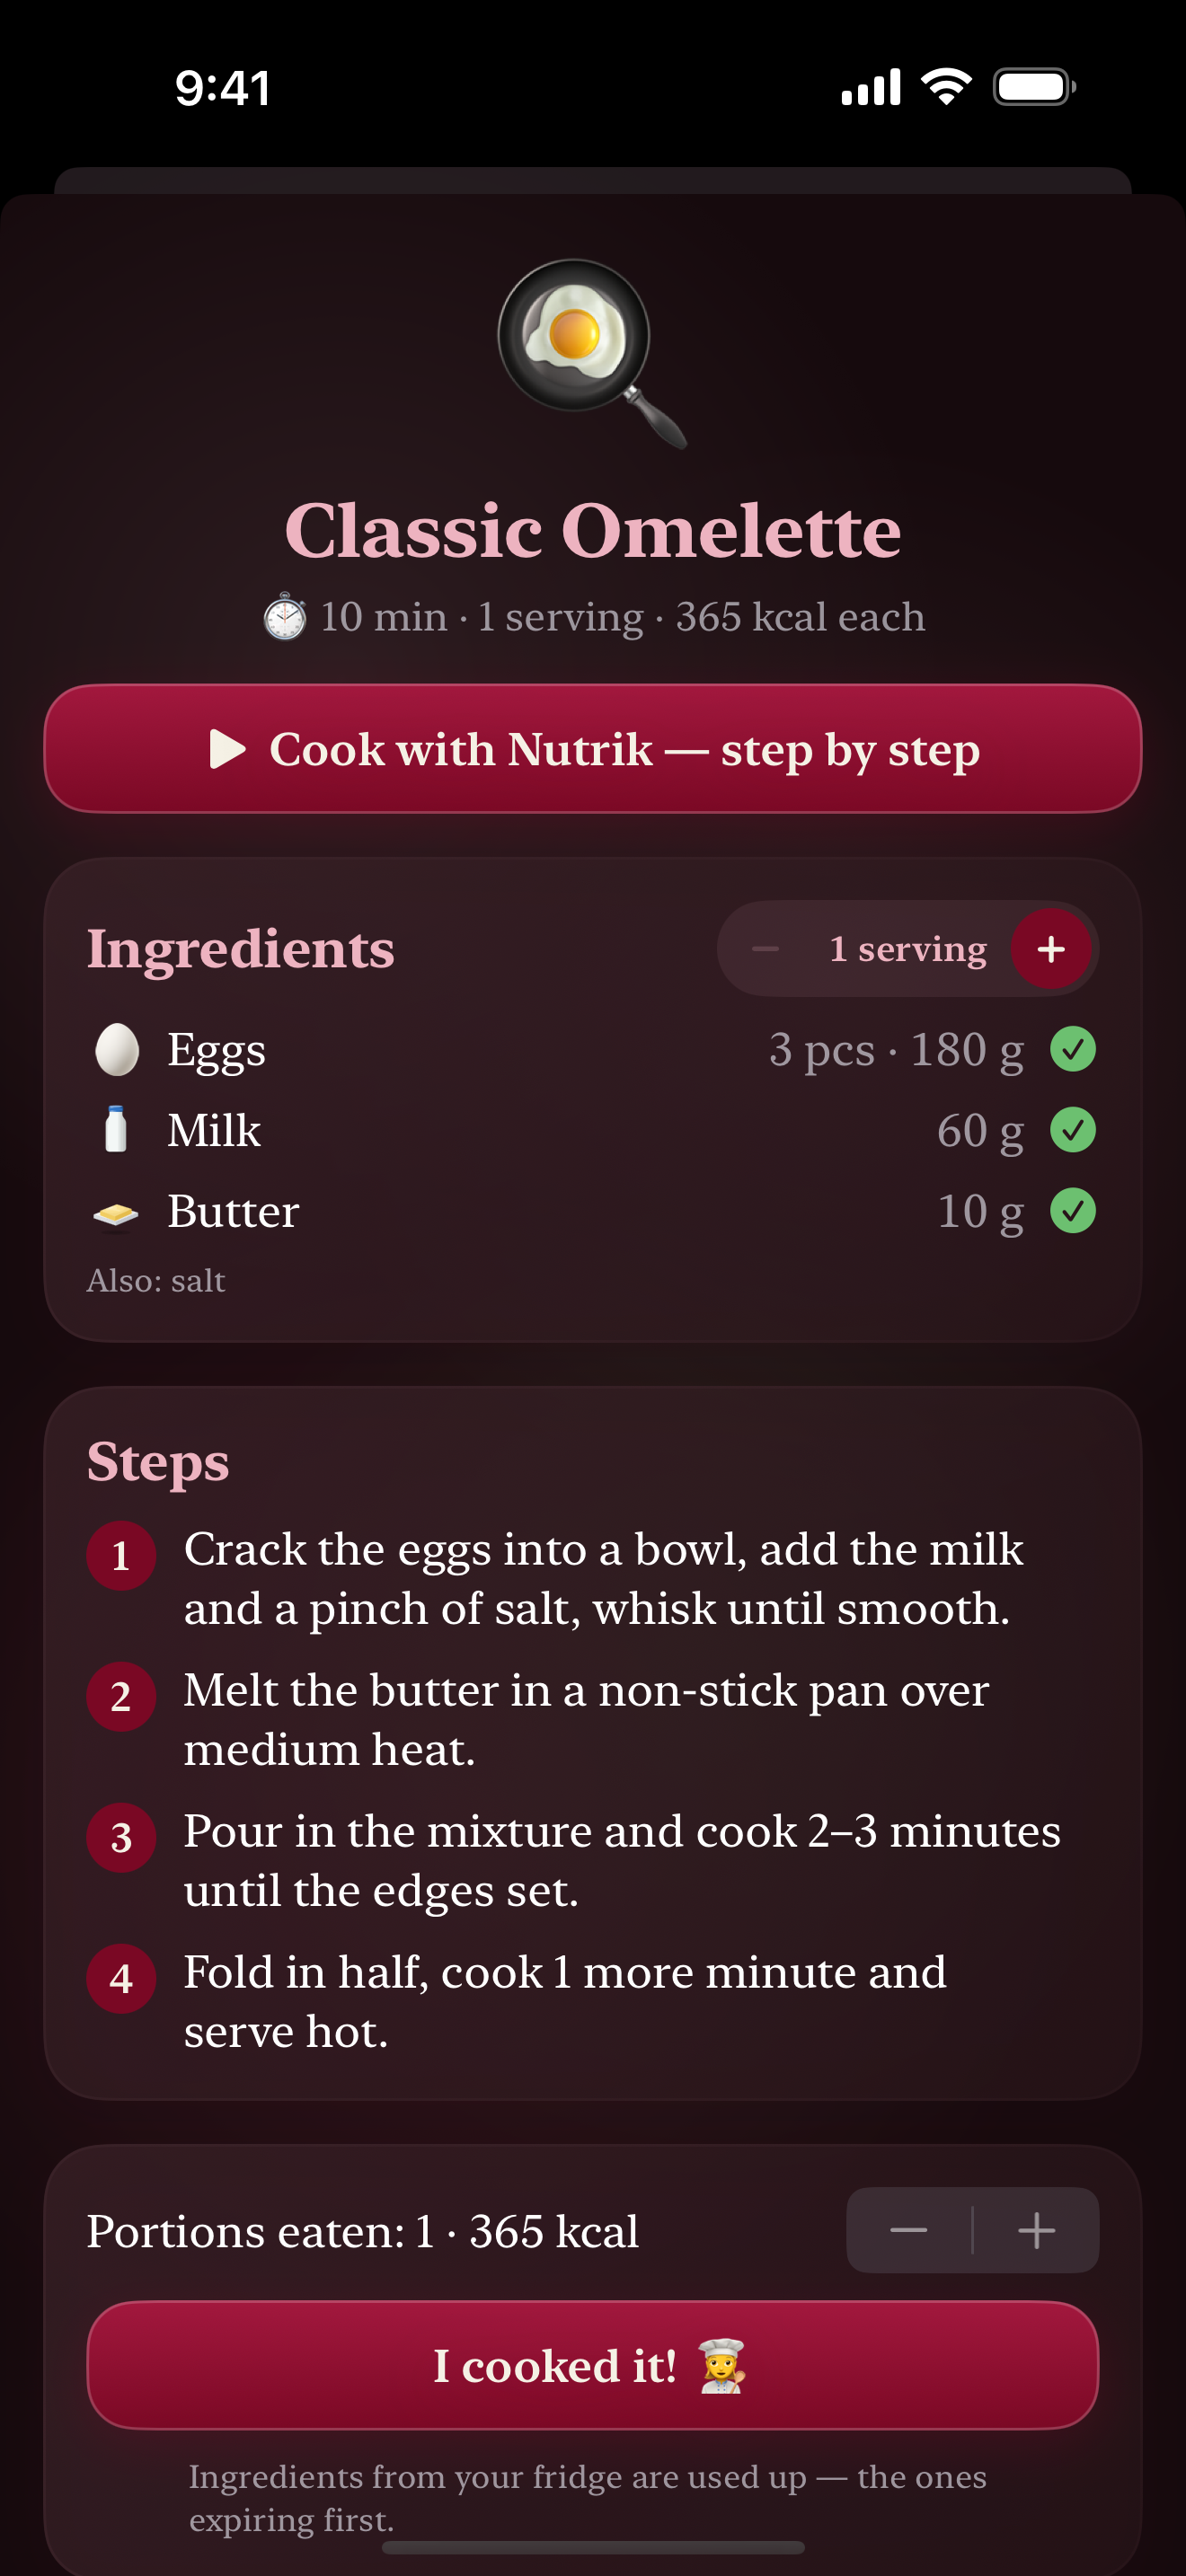 9:41
Classic Omelette
10 min · 1 serving · 365 kcal each
Cook with Nutrik — step by step
Ingredients
1 serving
Eggs 3 pcs · 180 g
Milk 60 g
Butter 10 g
Also: salt
Steps
1 Crack the eggs into a bowl, add the milk
and a pinch of salt, whisk until smooth.
2 Melt the butter in a non-stick pan over
medium heat.
3 Pour in the mixture and cook 2–3 minutes
until the edges set.
4 Fold in half, cook 1 more minute and
serve hot.
Portions eaten: 1 · 365 kcal
I cooked it!
Ingredients from your fridge are used up — the ones
expiring first.